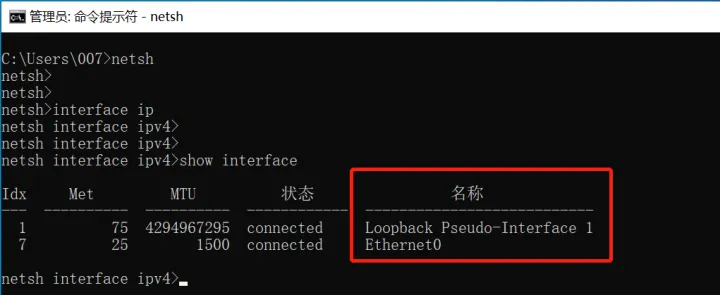 管理员: 命令提示符 - netsh
C:\Users\007>netsh
netsh>
netsh>
netsh>interface ip
netsh interface ipv4>
netsh interface ipv4>
netsh interface ipv4>show interface
Idx     Met         MTU          状态                名称
---  ----------  ----------  ------------  ---------------------------
  1          75  4294967295  connected     Loopback Pseudo-Interface 1
  7          25        1500  connected     Ethernet0
netsh interface ipv4>